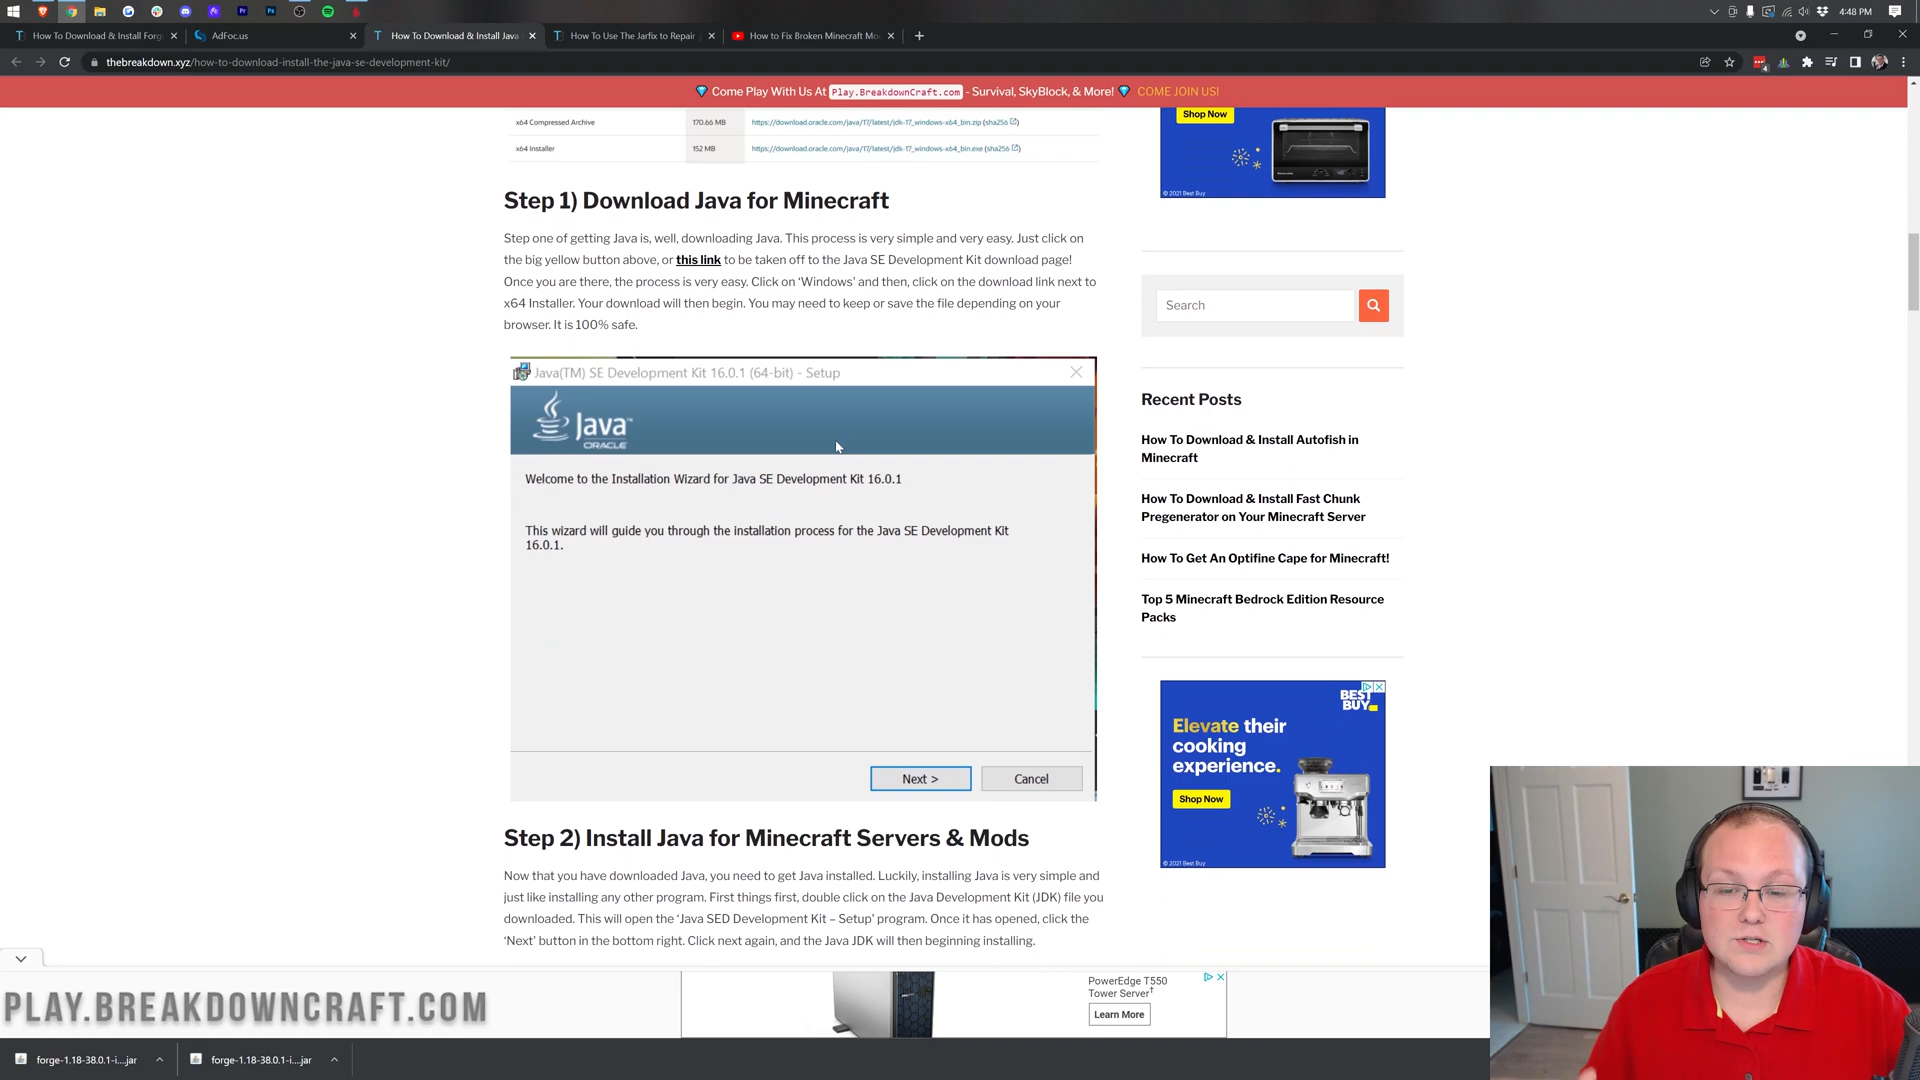 4:48 PM
How To Download & Install Forg
AdFoc.us
How To Download & Install Java
How To Use The Jarfix to Repair
How to Fix Broken Minecraft Mo
thebreakdown.xyz/how-to-download-install-the-java-se-development-kit/
Come Play With Us At Play.BreakdownCraft.com - Survival, SkyBlock, & More! COME JOIN US!
x64 Compressed Archive 170.66 MB https://download.oracle.com/java/17/latest/jdk-17_windows-x64_bin.zip (sha256)
x64 Installer 152 MB https://download.oracle.com/java/17/latest/jdk-17_windows-x64_bin.exe (sha256)
Step 1) Download Java for Minecraft
Step one of getting Java is, well, downloading Java. This process is very simple and very easy. Just click on
the big yellow button above, or this link to be taken off to the Java SE Development Kit download page!
Once you are there, the process is very easy. Click on ‘Windows’ and then, click on the download link next to
x64 Installer. Your download will then begin. You may need to keep or save the file depending on your
browser. It is 100% safe.
Java(TM) SE Development Kit 16.0.1 (64-bit) - Setup
Java™
ORACLE
Welcome to the Installation Wizard for Java SE Development Kit 16.0.1
This wizard will guide you through the installation process for the Java SE Development Kit
16.0.1.
Next >
Cancel
Step 2) Install Java for Minecraft Servers & Mods
Now that you have downloaded Java, you need to get Java installed. Luckily, installing Java is very simple and
just like installing any other program. First things first, double click on the Java Development Kit (JDK) file you
downloaded. This will open the ‘Java SED Development Kit – Setup’ program. Once it has opened, click the
‘Next’ button in the bottom right. Click next again, and the Java JDK will then beginning installing.
Shop Now
© 2021 Best Buy
Search
Recent Posts
How To Download & Install Autofish in
Minecraft
How To Download & Install Fast Chunk
Pregenerator on Your Minecraft Server
How To Get An Optifine Cape for Minecraft!
Top 5 Minecraft Bedrock Edition Resource
Packs
BEST
BUY
Elevate their
cooking
experience.
Shop Now
© 2021 Best Buy
PLAY.BREAKDOWNCRAFT.COM
PowerEdge T550
Tower Server†
Learn More
forge-1.18-38.0.1-i....jar
forge-1.18-38.0.1-i....jar